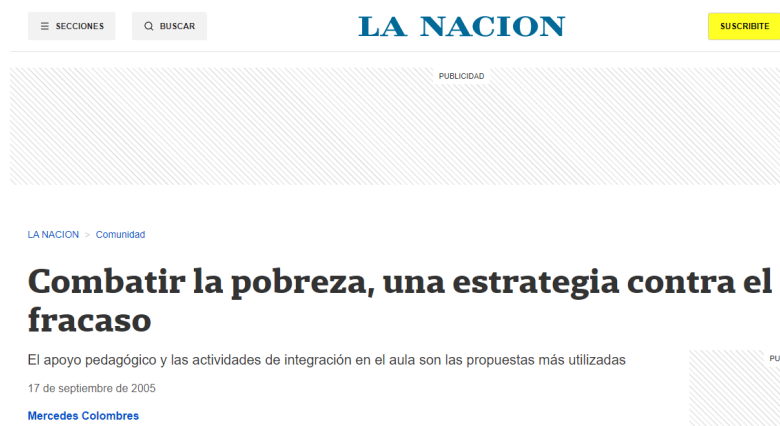 SECCIONES
BUSCAR
LA NACION
SUSCRIBITE
PUBLICIDAD
LA NACION > Comunidad
Combatir la pobreza, una estrategia contra el
fracaso
El apoyo pedagógico y las actividades de integración en el aula son las propuestas más utilizadas
PU
17 de septiembre de 2005
Mercedes Colombres